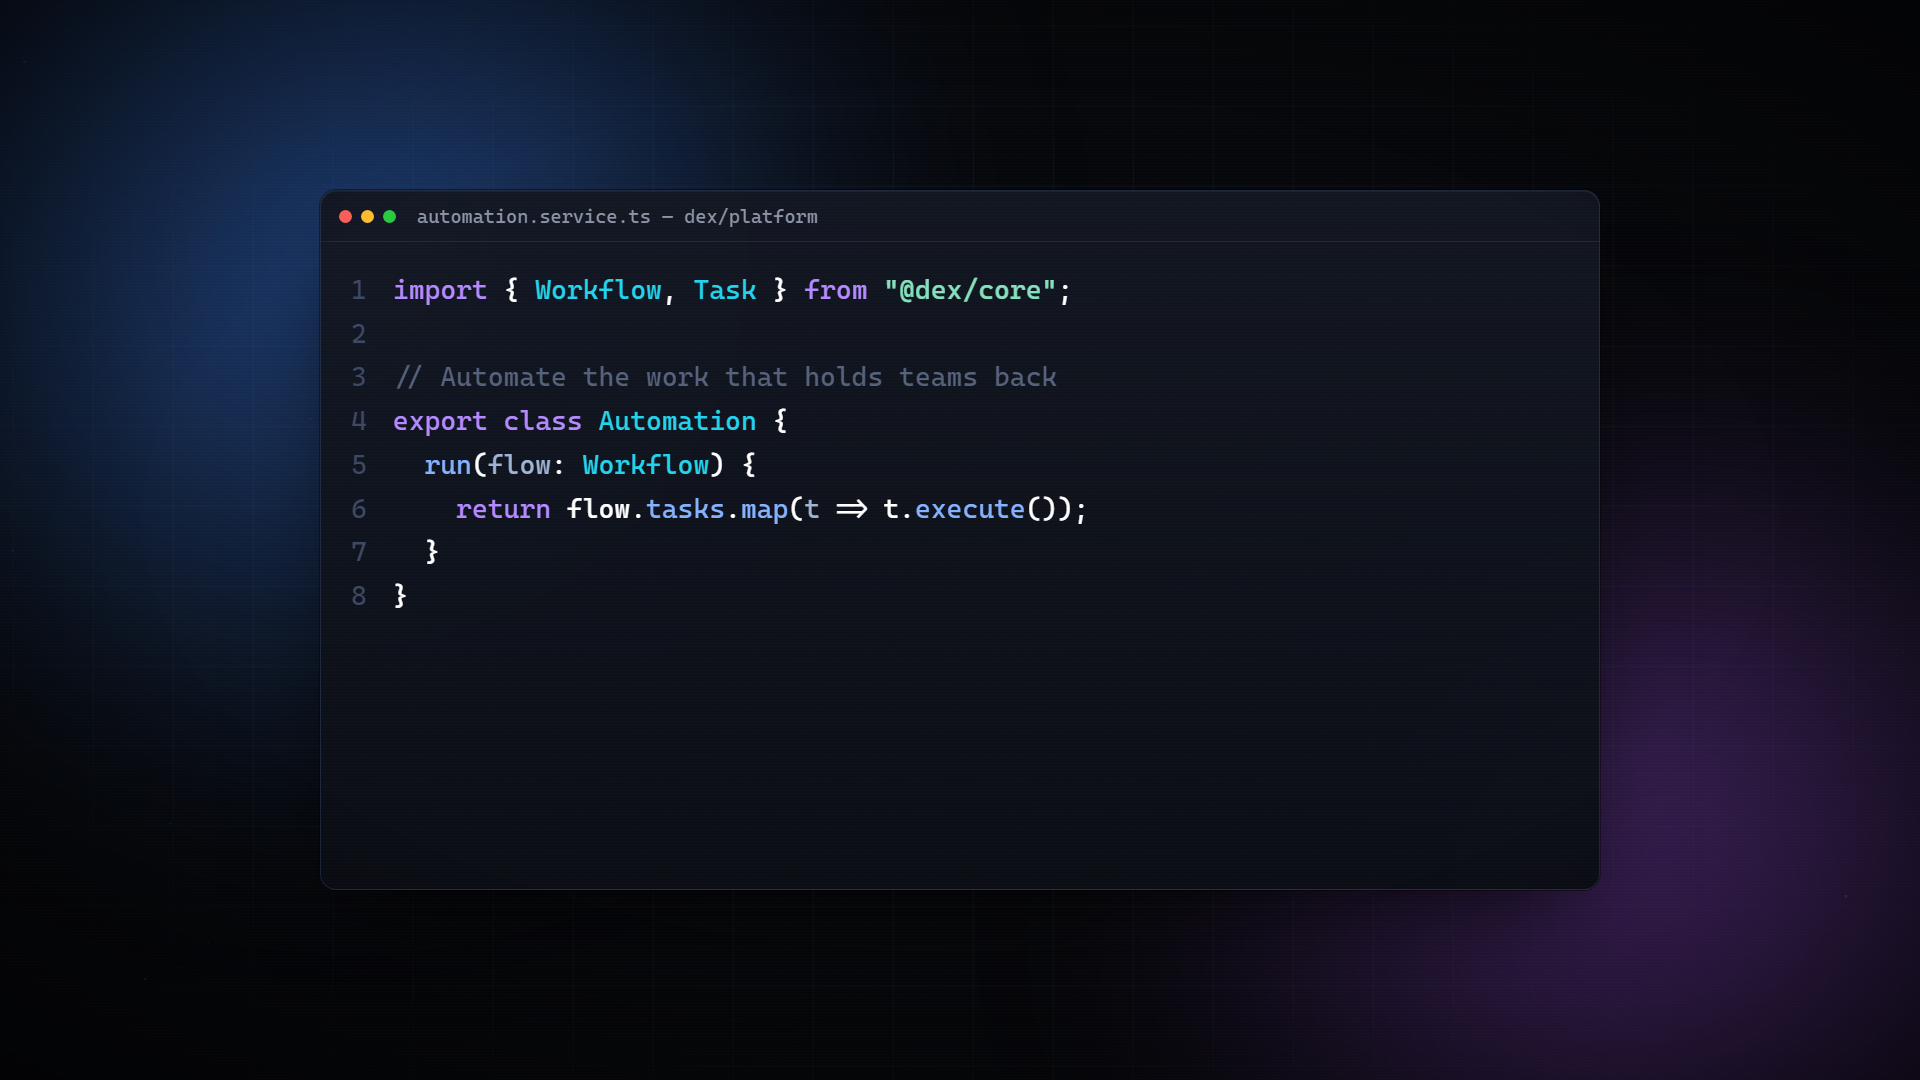 automation.service.ts — dex/platform
1 import { Workflow, Task } from "@dex/core";
2
3 // Automate the work that holds teams back
4 export class Automation {
5   run(flow: Workflow) {
6     return flow.tasks.map(t => t.execute());
7   }
8 }